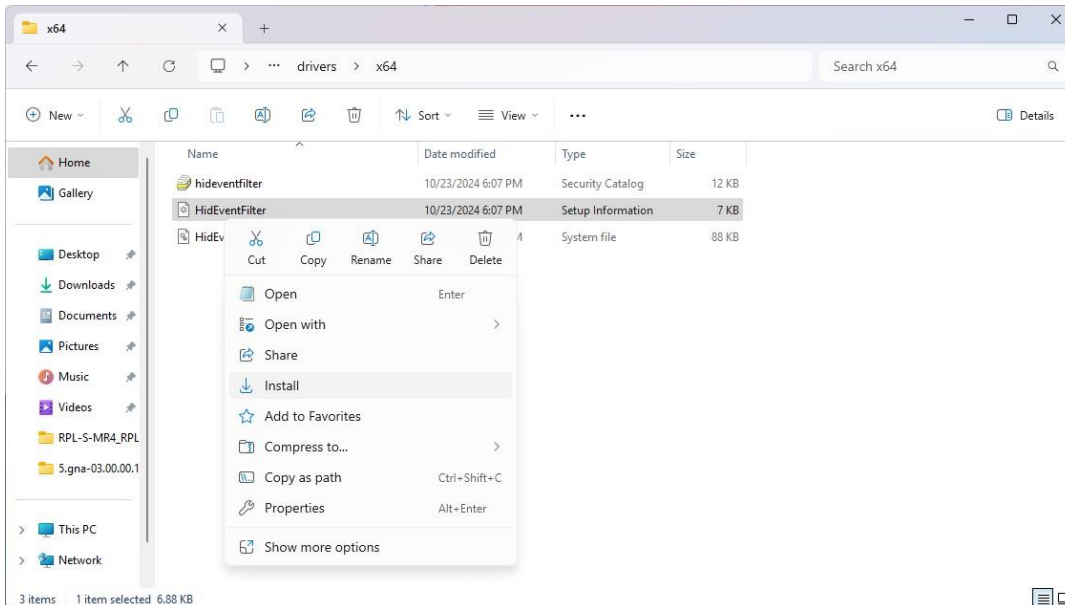 x64
drivers > x64
Search x64
New
Sort
View
Details
Name
Date modified
Type
Size
Home
Gallery
Desktop
Downloads
Documents
Pictures
Music
Videos
RPL-S-MR4_RPL
5.gna-03.00.00.1
This PC
Network
hideventfilter 10/23/2024 6:07 PM Security Catalog 12 KB
HidEventFilter 10/23/2024 6:07 PM Setup Information 7 KB
HidEv M System file 88 KB
Cut
Copy
Rename
Share
Delete
Open Enter
Open with
Share
Install
Add to Favorites
Compress to...
Copy as path Ctrl+Shift+C
Properties Alt+Enter
Show more options
3 items 1 item selected 6.88 KB